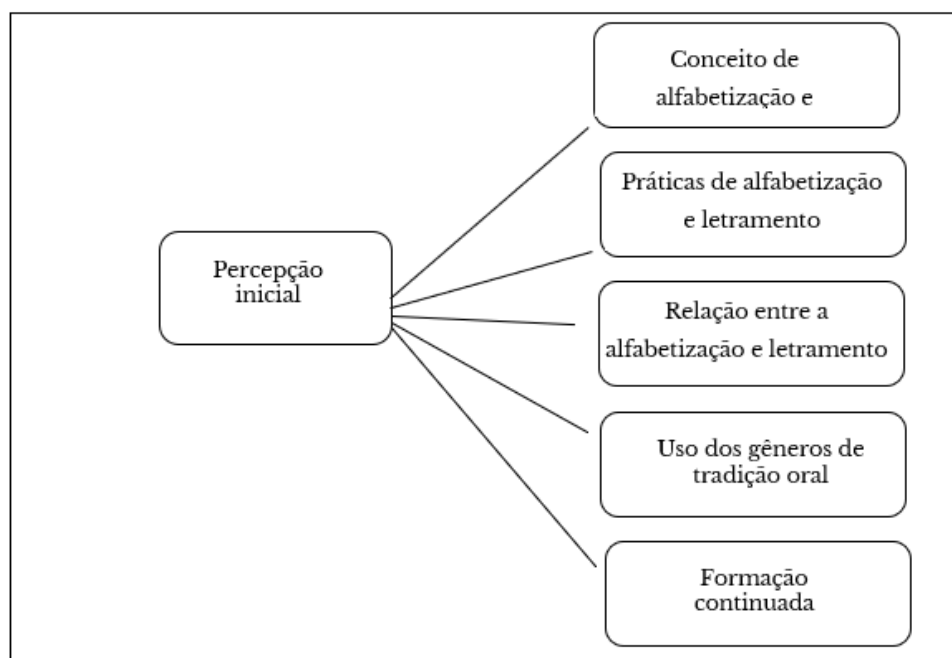 Percepção
inicial
Conceito de
alfabetização e
Práticas de alfabetização
e letramento
Relação entre a
alfabetização e letramento
Uso dos gêneros de
tradição oral
Formação
continuada